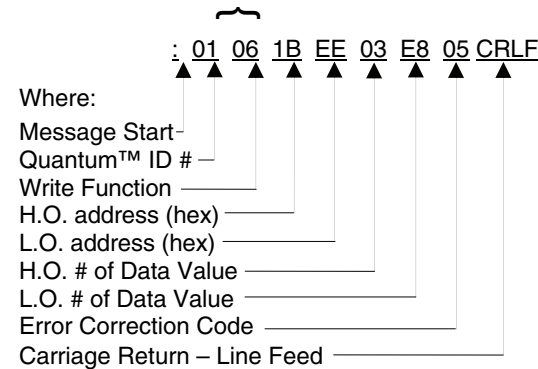 : 01 06 1B EE 03 E8 05 CRLF
Where:
Message Start
Quantum™ ID #
Write Function
H.O. address (hex)
L.O. address (hex)
H.O. # of Data Value
L.O. # of Data Value
Error Correction Code
Carriage Return – Line Feed